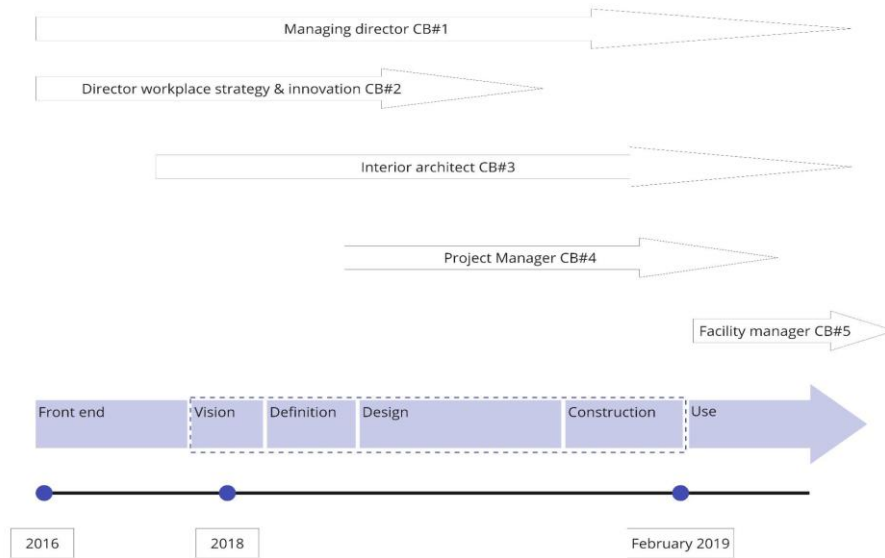 Managing director CB#1
Director workplace strategy & innovation CB#2
Interior architect CB#3
Project Manager CB#4
Facility manager CB#5
Front end
Vision
Definition
Design
Construction
Use
2016
2018
February 2019